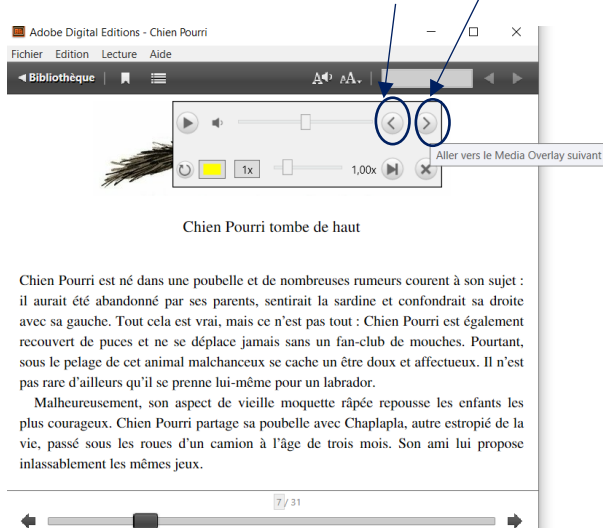 Adobe Digital Editions - Chien Pourri
Fichier Edition Lecture Aide
Bibliothèque
A A
1x 1,00x
Aller vers le Media Overlay suivant
Chien Pourri tombe de haut
Chien Pourri est né dans une poubelle et de nombreuses rumeurs courent à son sujet :
il aurait été abandonné par ses parents, sentirait la sardine et confondrait sa droite
avec sa gauche. Tout cela est vrai, mais ce n’est pas tout : Chien Pourri est également
recouvert de puces et ne se déplace jamais sans un fan-club de mouches. Pourtant,
sous le pelage de cet animal malchanceux se cache un être doux et affectueux. Il n’est
pas rare d’ailleurs qu’il se prenne lui-même pour un labrador.
Malheureusement, son aspect de vieille moquette râpée repousse les enfants les
plus courageux. Chien Pourri partage sa poubelle avec Chaplapla, autre estropié de la
vie, passé sous les roues d’un camion à l’âge de trois mois. Son ami lui propose
inlassablement les mêmes jeux.
7 / 31